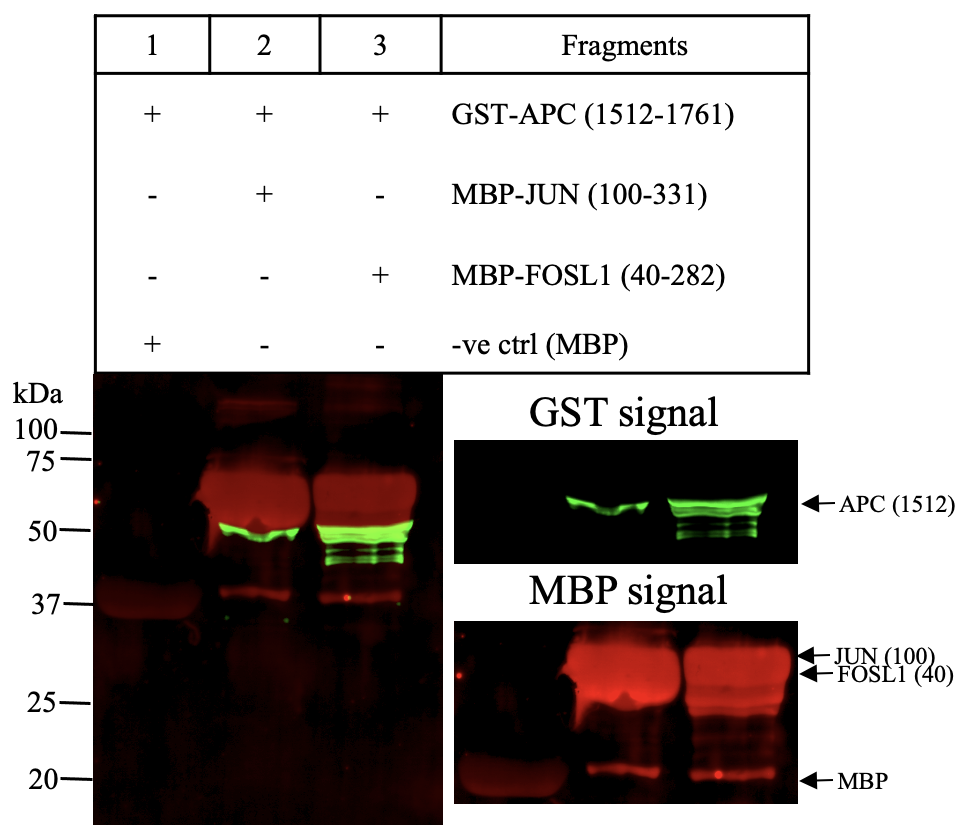 1 2 3 Fragments
+ + + GST-APC (1512-1761)
- + - MBP-JUN (100-331)
- - + MBP-FOSL1 (40-282)
+ - - -ve ctrl (MBP)
kDa
100
75
50
37
25
20
GST signal
APC (1512)
MBP signal
JUN (100)
FOSL1 (40)
MBP